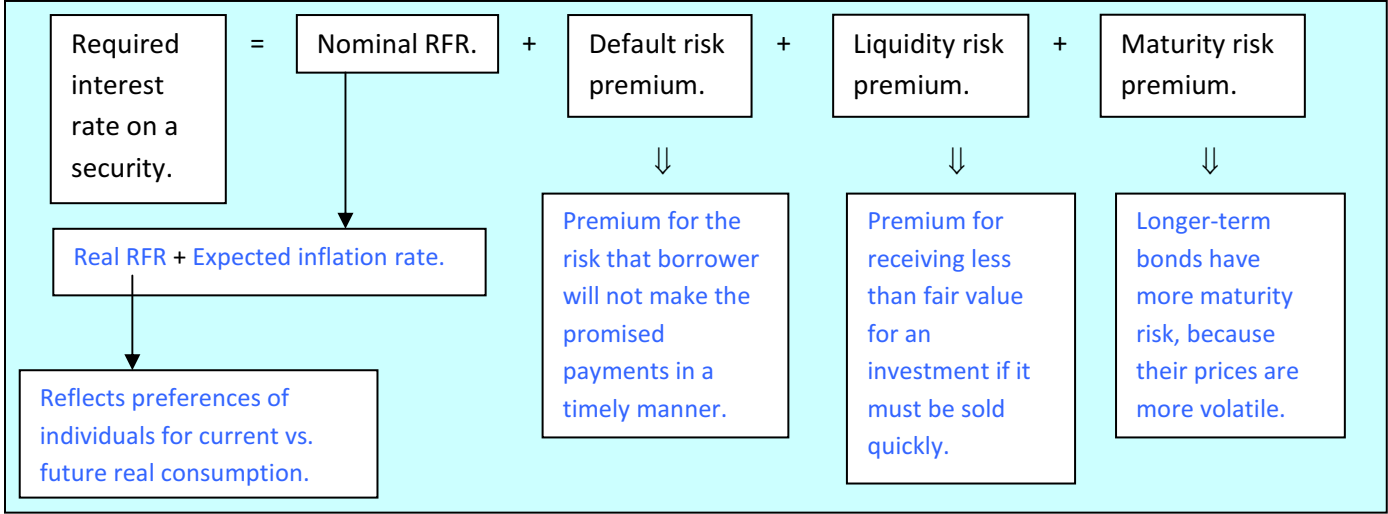 Required
interest
rate on a
security.
=
Nominal RFR.
+
Default risk
premium.
+
Liquidity risk
premium.
+
Maturity risk
premium.
⇓
⇓
⇓
Real RFR + Expected inflation rate.
Reflects preferences of
individuals for current vs.
future real consumption.
Premium for the
risk that borrower
will not make the
promised
payments in a
timely manner.
Premium for
receiving less
than fair value
for an
investment if it
must be sold
quickly.
Longer-term
bonds have
more maturity
risk, because
their prices are
more volatile.